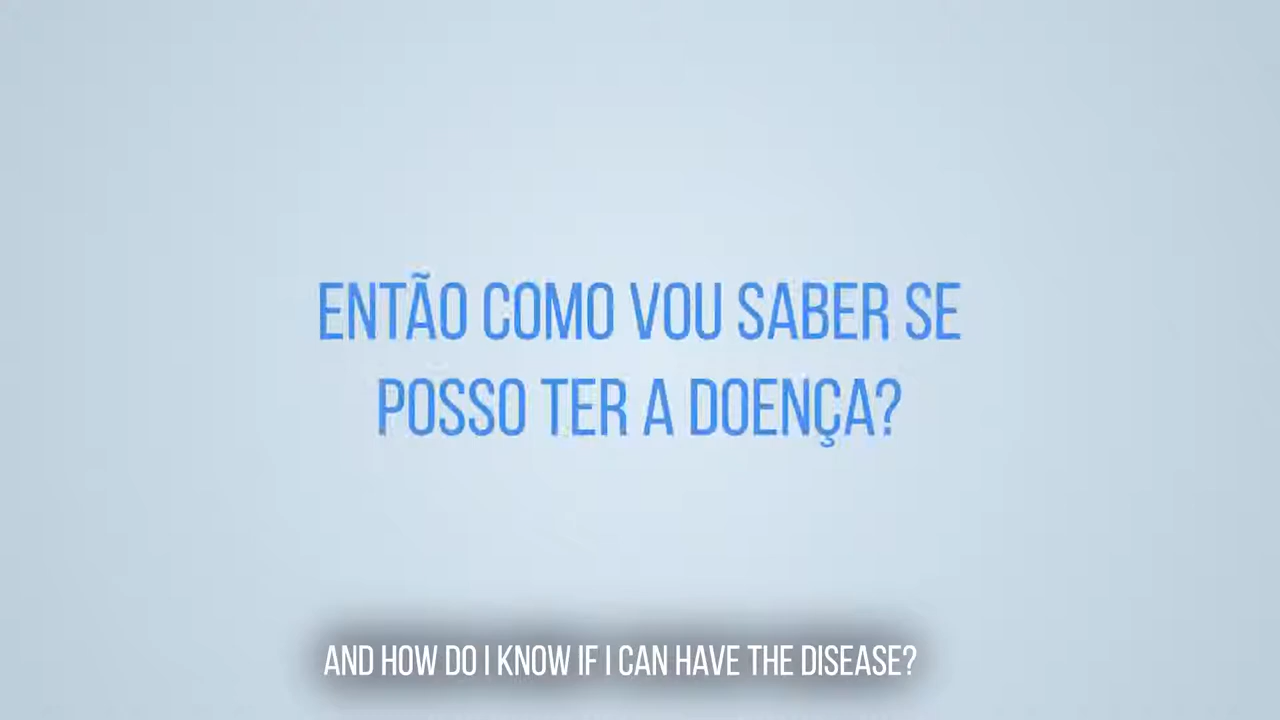 ENTÃO COMO VOU SABER SE
POSSO TER A DOENÇA?
AND HOW DO I KNOW IF I CAN HAVE THE DISEASE?